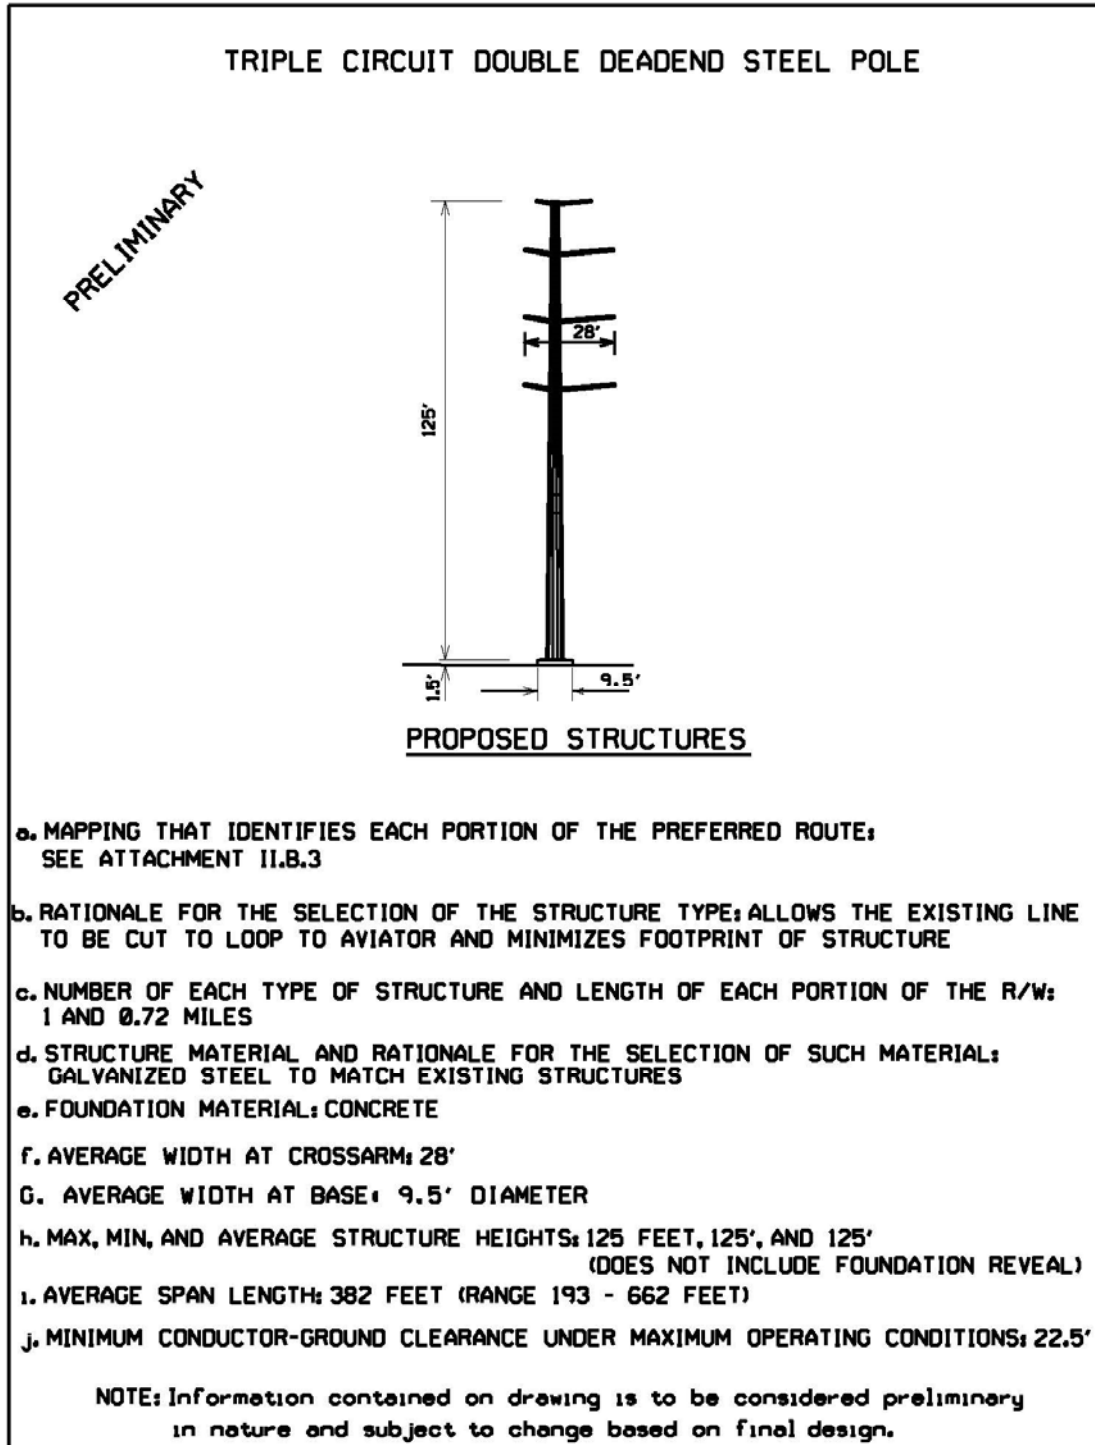 TRIPLE CIRCUIT DOUBLE DEADEND STEEL POLE
PRELIMINARY
28'
125'
1.5'
9.5'
PROPOSED STRUCTURES
a. MAPPING THAT IDENTIFIES EACH PORTION OF THE PREFERRED ROUTE:
SEE ATTACHMENT II.B.3
b. RATIONALE FOR THE SELECTION OF THE STRUCTURE TYPE: ALLOWS THE EXISTING LINE
TO BE CUT TO LOOP TO AVIATOR AND MINIMIZES FOOTPRINT OF STRUCTURE
c. NUMBER OF EACH TYPE OF STRUCTURE AND LENGTH OF EACH PORTION OF THE R/W:
1 AND 0.72 MILES
d. STRUCTURE MATERIAL AND RATIONALE FOR THE SELECTION OF SUCH MATERIAL:
GALVANIZED STEEL TO MATCH EXISTING STRUCTURES
e. FOUNDATION MATERIAL: CONCRETE
f. AVERAGE WIDTH AT CROSSARM: 28'
G. AVERAGE WIDTH AT BASE: 9.5' DIAMETER
h. MAX, MIN, AND AVERAGE STRUCTURE HEIGHTS: 125 FEET, 125', AND 125'
(DOES NOT INCLUDE FOUNDATION REVEAL)
i. AVERAGE SPAN LENGTH: 382 FEET (RANGE 193 - 662 FEET)
j. MINIMUM CONDUCTOR-GROUND CLEARANCE UNDER MAXIMUM OPERATING CONDITIONS: 22.5'
NOTE: Information contained on drawing is to be considered preliminary
in nature and subject to change based on final design.